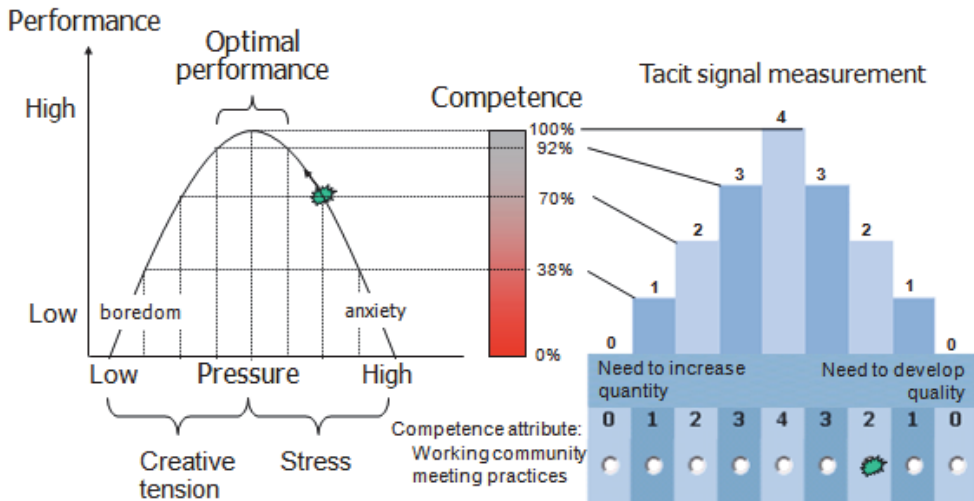 Performance
Optimal
performance
High
Low
boredom
anxiety
Low
Pressure
High
Creative
tension
Stress
Competence
100%
92%
70%
38%
0%
Tacit signal measurement
4
3
3
2
2
1
1
0
0
Need to increase
quantity
Need to develop
quality
Competence attribute:
Working community
meeting practices
0 1 2 3 4 3 2 1 0